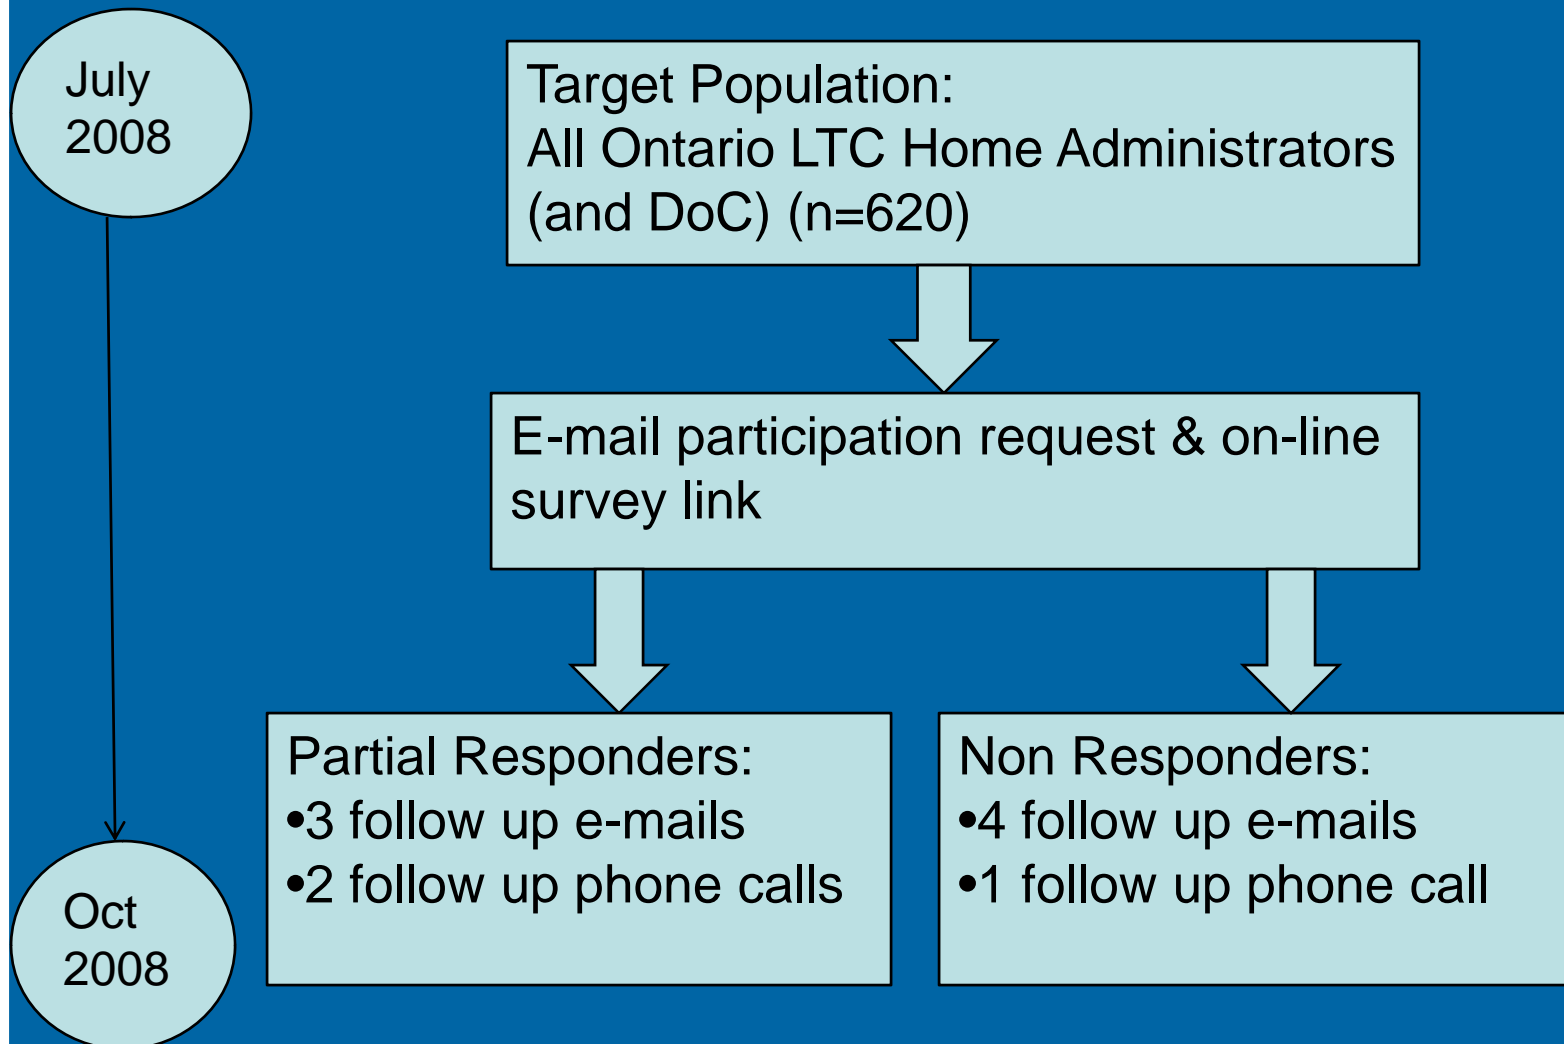 July
2008
Target Population:
All Ontario LTC Home Administrators
(and DoC) (n=620)
E-mail participation request & on-line
survey link
Partial Responders:
•3 follow up e-mails
•2 follow up phone calls
Non Responders:
•4 follow up e-mails
•1 follow up phone call
Oct
2008